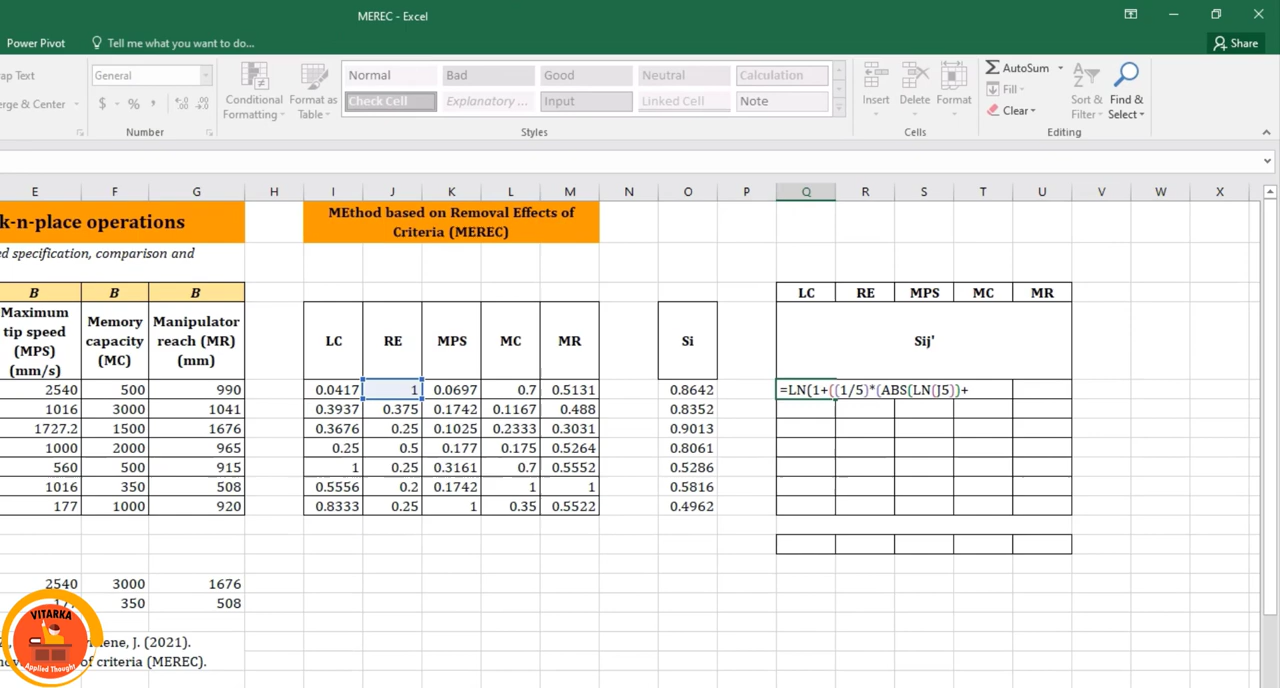 MEREC - Excel
Power Pivot Tell me what you want to do...
Share
ap Text
General
Normal Bad Good Neutral Calculation
AutoSum
erge & Center
$ % ,
Conditional Formatting
Format as Table
Check Cell Explanatory ... Input Linked Cell Note
Insert Delete Format
Fill
Clear
Sort & Filter
Find & Select
Number Styles Cells Editing
E F G H I J K L M N O P Q R S T U V W X
k-n-place operations
MEthod based on Removal Effects of
Criteria (MEREC)
ed specification, comparison and
B B B
LC RE MPS MC MR
Maximum
tip speed
(MPS)
(mm/s)
Memory
capacity
(MC)
Manipulator
reach (MR)
(mm)
LC RE MPS MC MR
Si
Sij'
2540 500 990 0.0417 1 0.0697 0.7 0.5131 0.8642 =LN(1+((1/5)*(ABS(LN(J5))+
1016 3000 1041 0.3937 0.375 0.1742 0.1167 0.488 0.8352
1727.2 1500 1676 0.3676 0.25 0.1025 0.2333 0.3031 0.9013
1000 2000 965 0.25 0.5 0.177 0.175 0.5264 0.8061
560 500 915 1 0.25 0.3161 0.7 0.5552 0.5286
1016 350 508 0.5556 0.2 0.1742 1 1 0.5816
177 1000 920 0.8333 0.25 1 0.35 0.5522 0.4962
2540 3000 1676
350 508
ene, J. (2021).
of criteria (MEREC).
VITARKA
Applied Thought